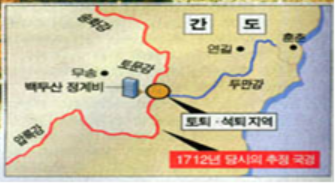 송화강
간 도
훈춘
연길
토문강
무송
두만강
백두산 정계비
압록강
토퇴·석퇴 지역
1712년 당시의 추정 국경